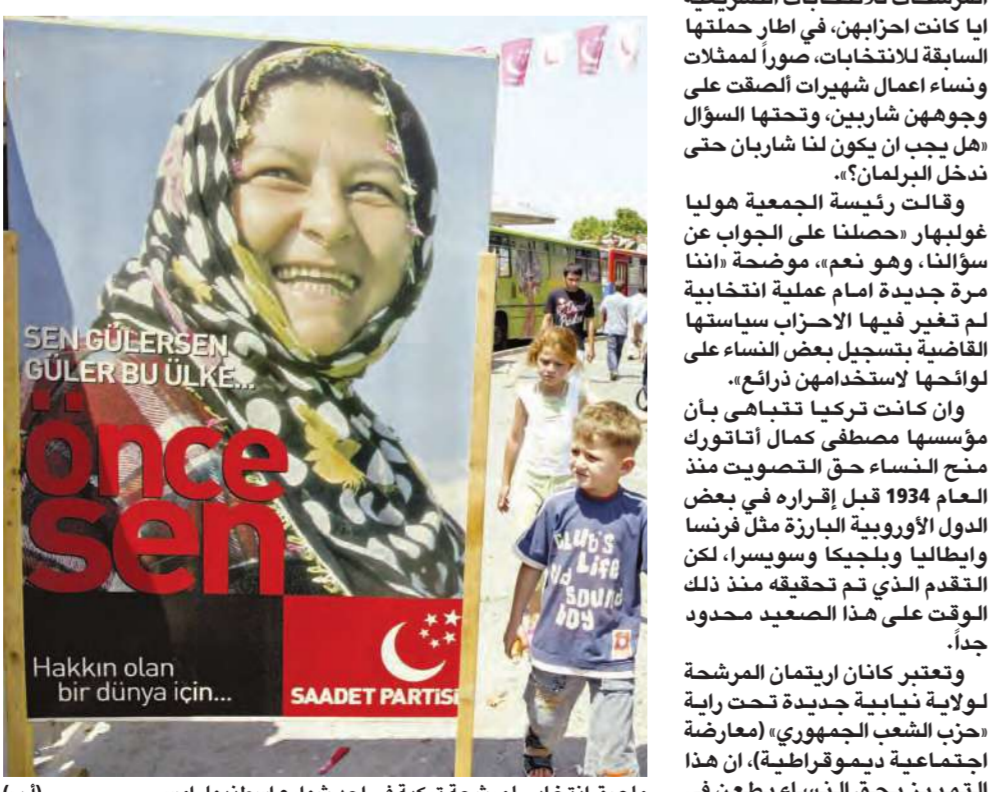 ايا كانت احزابهن، في اطار حملتها
السابقة للانتخابات، صوراً لممثلات
ونساء اعمال شهيرات ألصقت على
وجوههن شاربين، وتحتها السؤال
«هل يجب ان يكون لنا شاربان حتى
ندخل البرلمان؟».
وقالت رئيسة الجمعية هوليا
غولبهار «حصلنا على الجواب عن
سؤالنا، وهو نعم»، موضحة «اننا
مرة جديدة امام عملية انتخابية
لم تغير فيها الاحزاب سياستها
القاضية بتسجيل بعض النساء على
لوائحها لاستخدامهن ذرائع».
وان كانت تركيا تتباهى بأن
مؤسسها مصطفى كمال أتاتورك
منح النساء حق التصويت منذ
العام 1934 قبل إقراره في بعض
الدول الأوروبية البارزة مثل فرنسا
وايطاليا وبلجيكا وسويسرا، لكن
التقدم الذي تم تحقيقه منذ ذلك
الوقت على هذا الصعيد محدود
جداً.
وتعتبر كانان اريتمان المرشحة
لولاية نيابية جديدة تحت راية
«حزب الشعب الجمهوري» (معارضة
اجتماعية ديموقراطية)، ان هذا
SEN GÜLERSEN
GÜLER BU ÜLKE...
önce
sen
Hakkın olan
bir dünya için...
SAADET PARTİSİ
CLUB'S
Life
SOUND
BOY